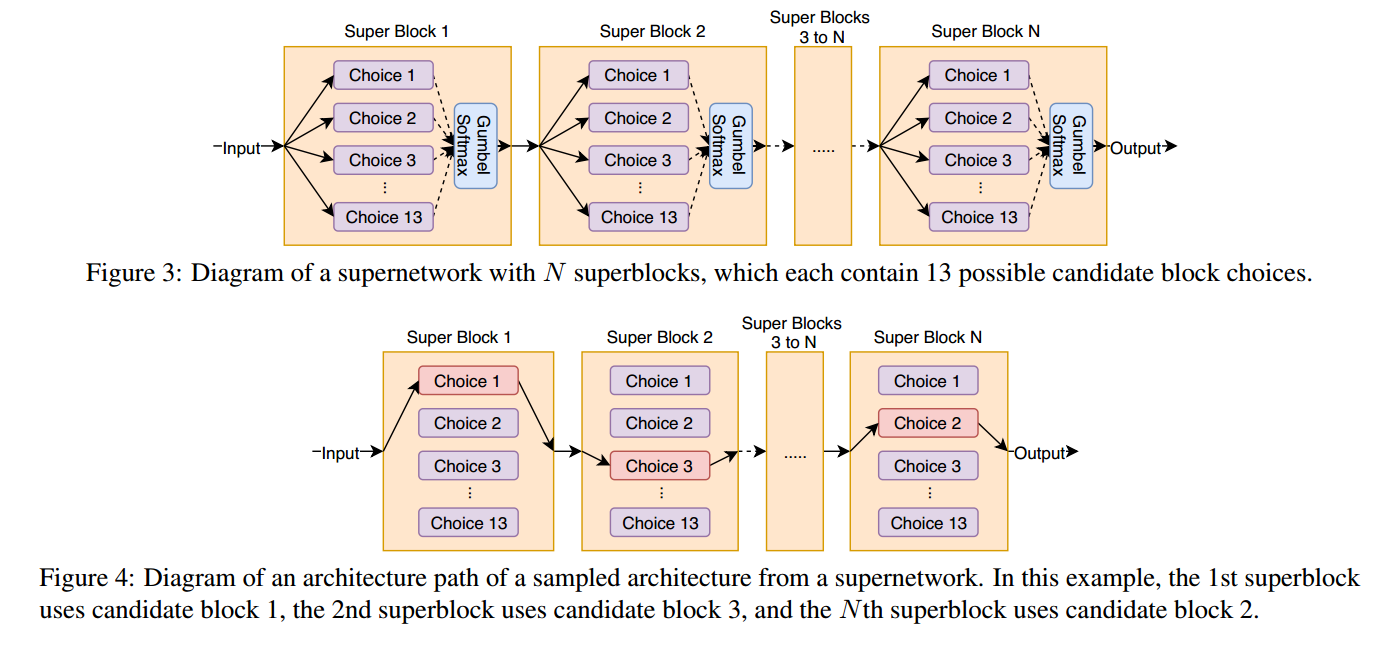 Super Block 1
Super Block 2
Super Blocks
3 to N
Super Block N
Input
Choice 1
Choice 2
Choice 3
⋮
Choice 13
Gumbel
Softmax
Choice 1
Choice 2
Choice 3
⋮
Choice 13
Gumbel
Softmax
.....
Choice 1
Choice 2
Choice 3
⋮
Choice 13
Gumbel
Softmax
Output
Figure 3: Diagram of a supernetwork with N superblocks, which each contain 13 possible candidate block choices.
Super Block 1
Super Block 2
Super Blocks
3 to N
Super Block N
Input
Choice 1
Choice 2
Choice 3
⋮
Choice 13
Choice 1
Choice 2
Choice 3
⋮
Choice 13
.....
Choice 1
Choice 2
Choice 3
⋮
Choice 13
Output
Figure 4: Diagram of an architecture path of a sampled architecture from a supernetwork. In this example, the 1st superblock
uses candidate block 1, the 2nd superblock uses candidate block 3, and the Nth superblock uses candidate block 2.